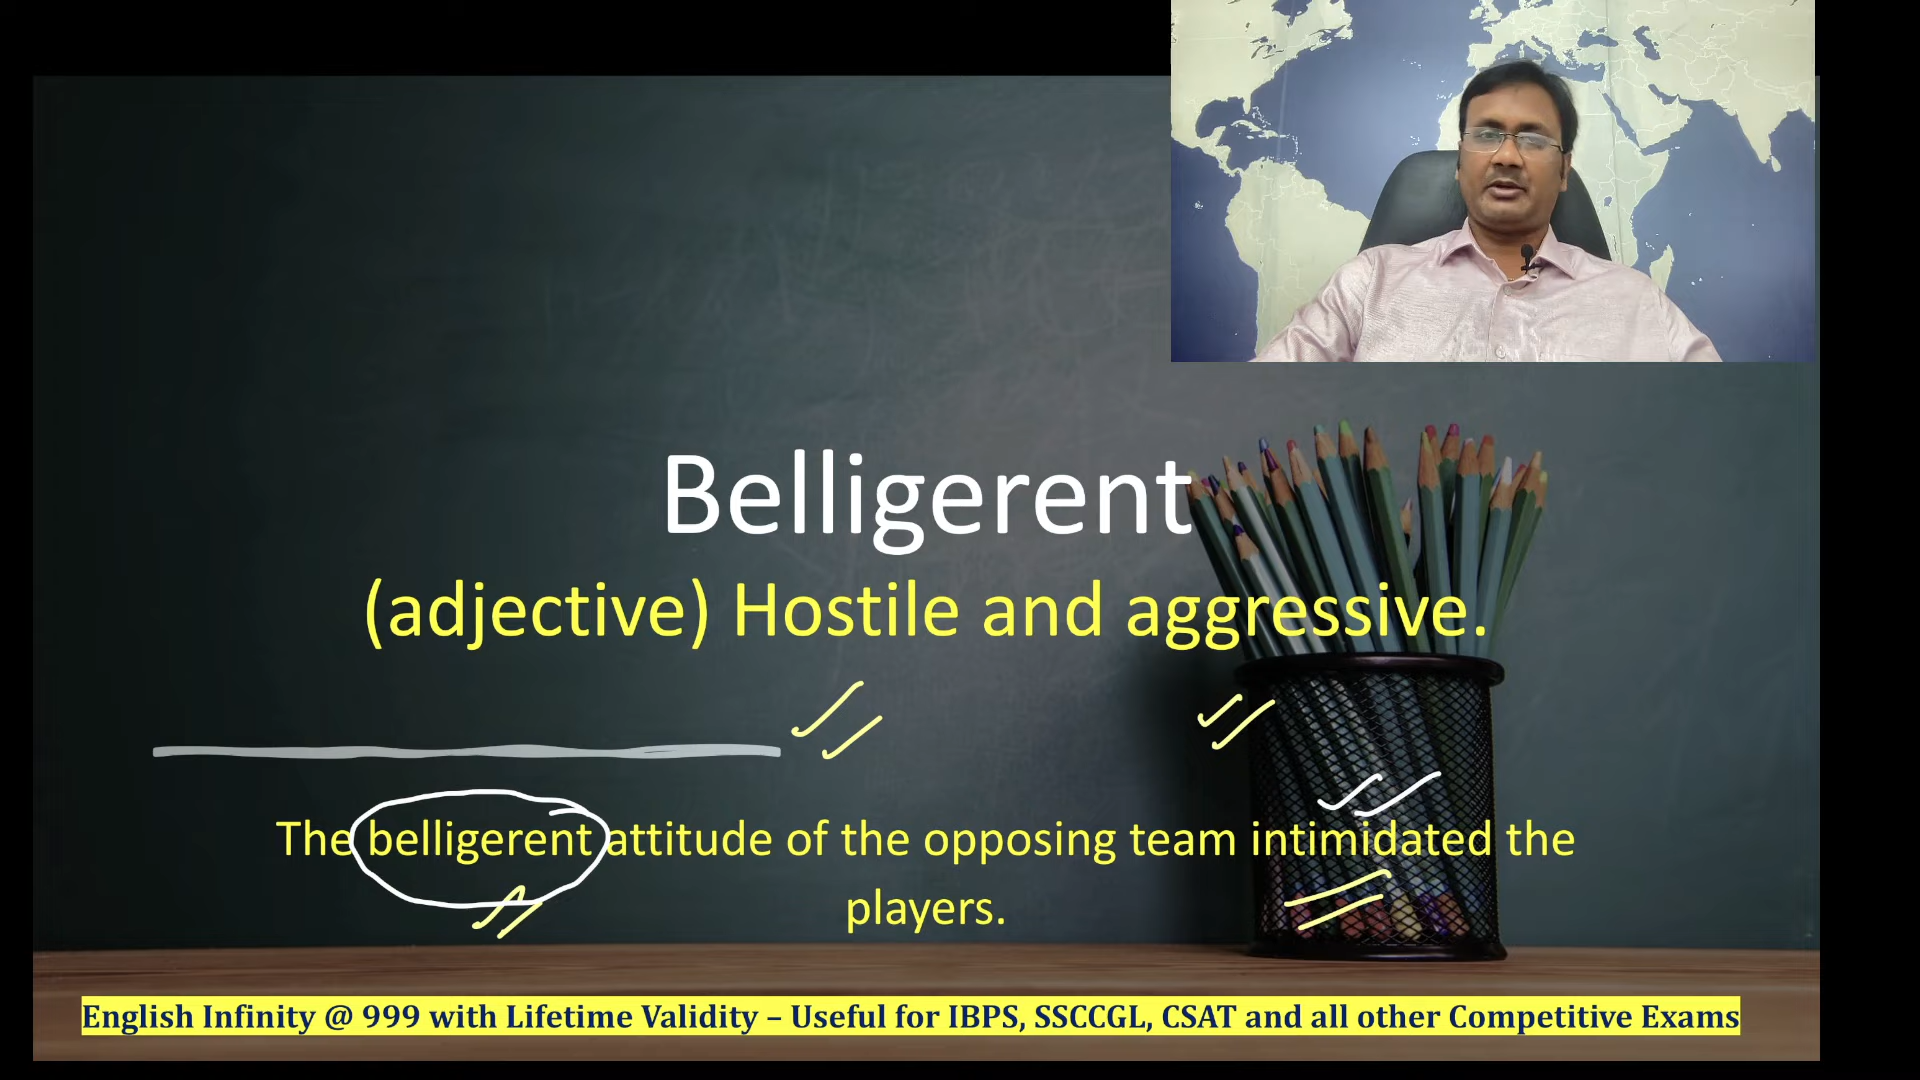 Belligerent
(adjective) Hostile and aggressive.
The belligerent attitude of the opposing team intimidated the
players.
English Infinity @ 999 with Lifetime Validity – Useful for IBPS, SSCCGL, CSAT and all other Competitive Exams